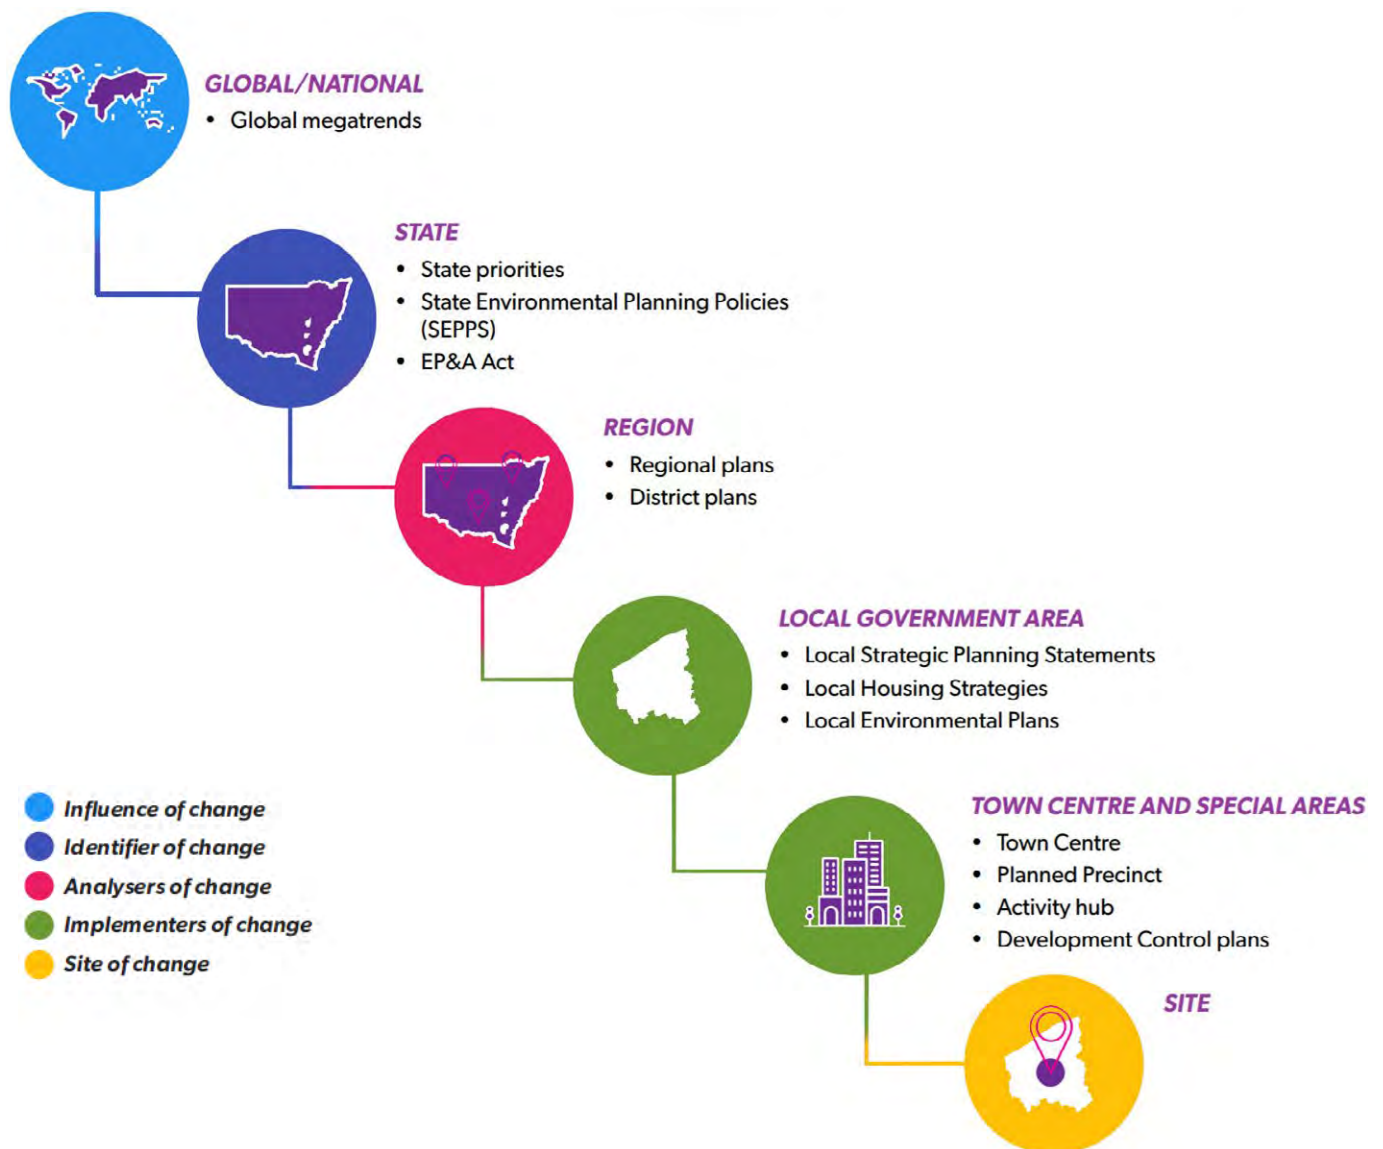 GLOBAL/NATIONAL
• Global megatrends
STATE
• State priorities
• State Environmental Planning Policies
(SEPPS)
• EP&A Act
REGION
• Regional plans
• District plans
LOCAL GOVERNMENT AREA
• Local Strategic Planning Statements
• Local Housing Strategies
• Local Environmental Plans
TOWN CENTRE AND SPECIAL AREAS
• Town Centre
• Planned Precinct
• Activity hub
• Development Control plans
SITE
Influence of change
Identifier of change
Analysers of change
Implementers of change
Site of change